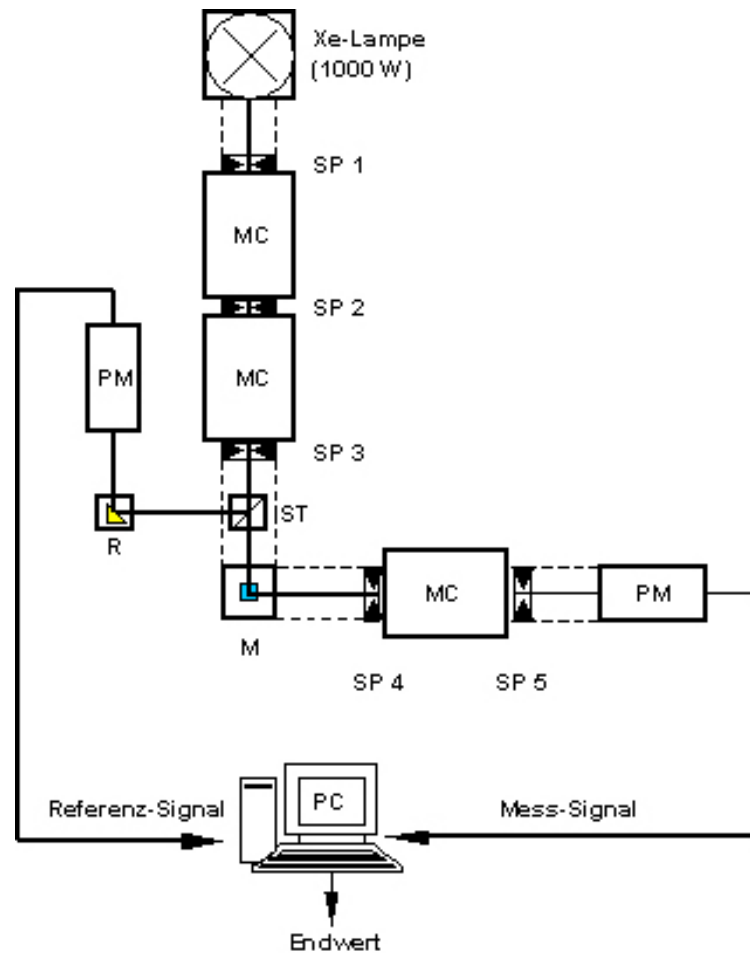 Xe-Lampe
(1000 W)
SP 1
MC
SP 2
PM
MC
SP 3
ST
R
MC
PM
M
SP 4
SP 5
PC
Referenz-Signal
Mess-Signal
Endwert